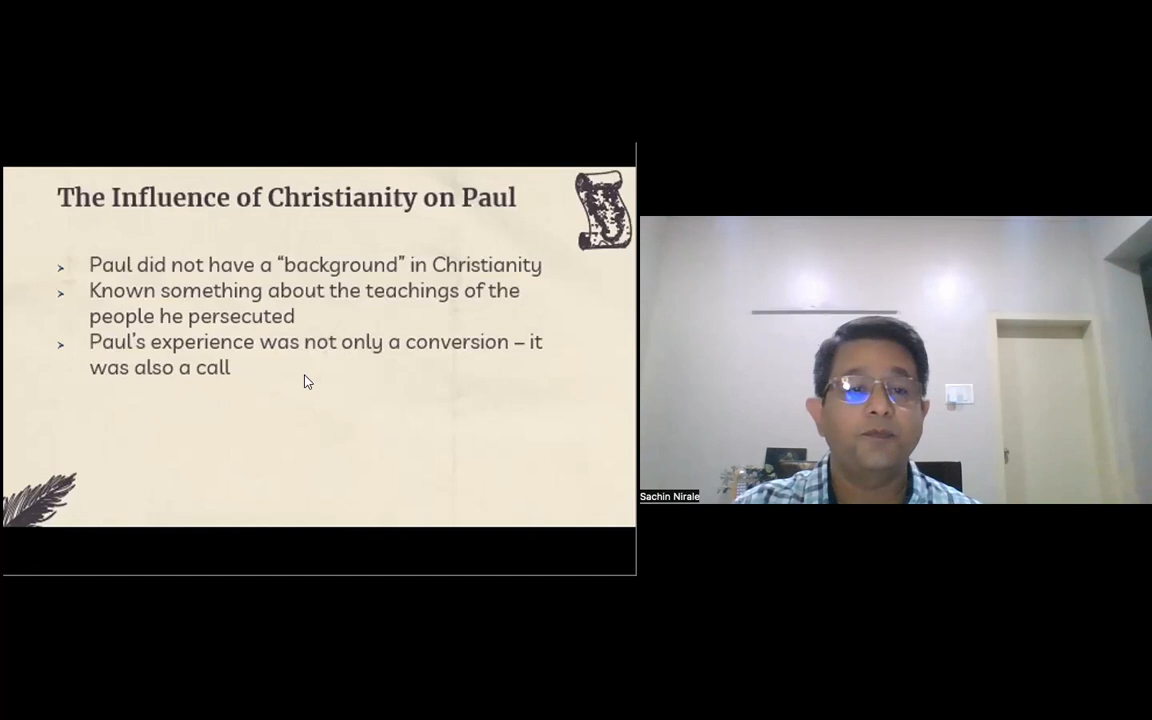 The Influence of Christianity on Paul
➢ Paul did not have a “background” in Christianity
➢ Known something about the teachings of the
people he persecuted
➢ Paul’s experience was not only a conversion – it
was also a call
Sachin Nirale